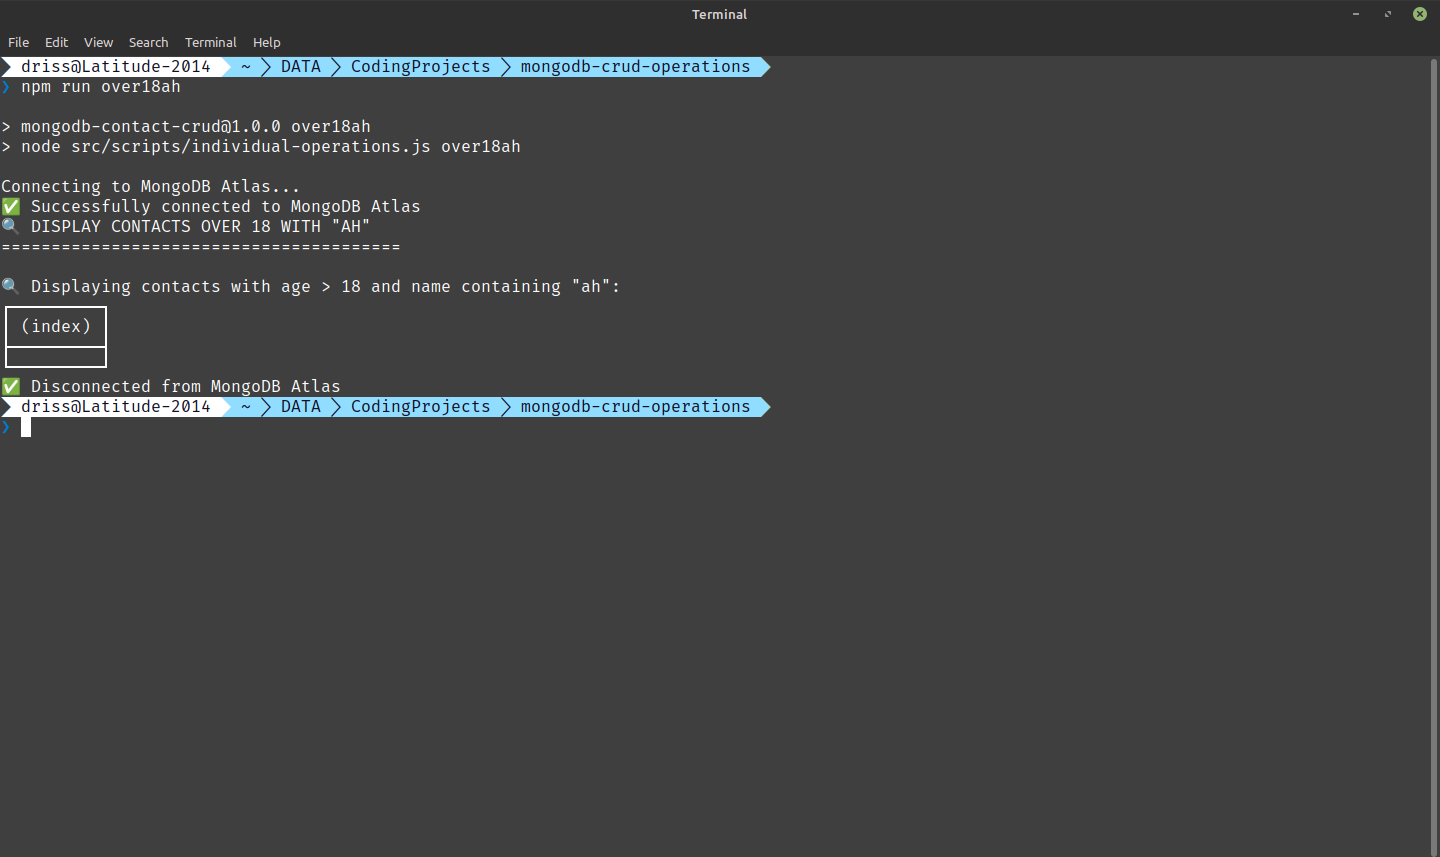 Terminal
File Edit View Search Terminal Help
driss@Latitude-2014 ~ DATA CodingProjects mongodb-crud-operations
❯ npm run over18ah
> mongodb-contact-crud@1.0.0 over18ah
> node src/scripts/individual-operations.js over18ah
Connecting to MongoDB Atlas...
✅ Successfully connected to MongoDB Atlas
🔍 DISPLAY CONTACTS OVER 18 WITH "AH"
========================================
🔍 Displaying contacts with age > 18 and name containing "ah":
(index)
✅ Disconnected from MongoDB Atlas
driss@Latitude-2014 ~ DATA CodingProjects mongodb-crud-operations
❯